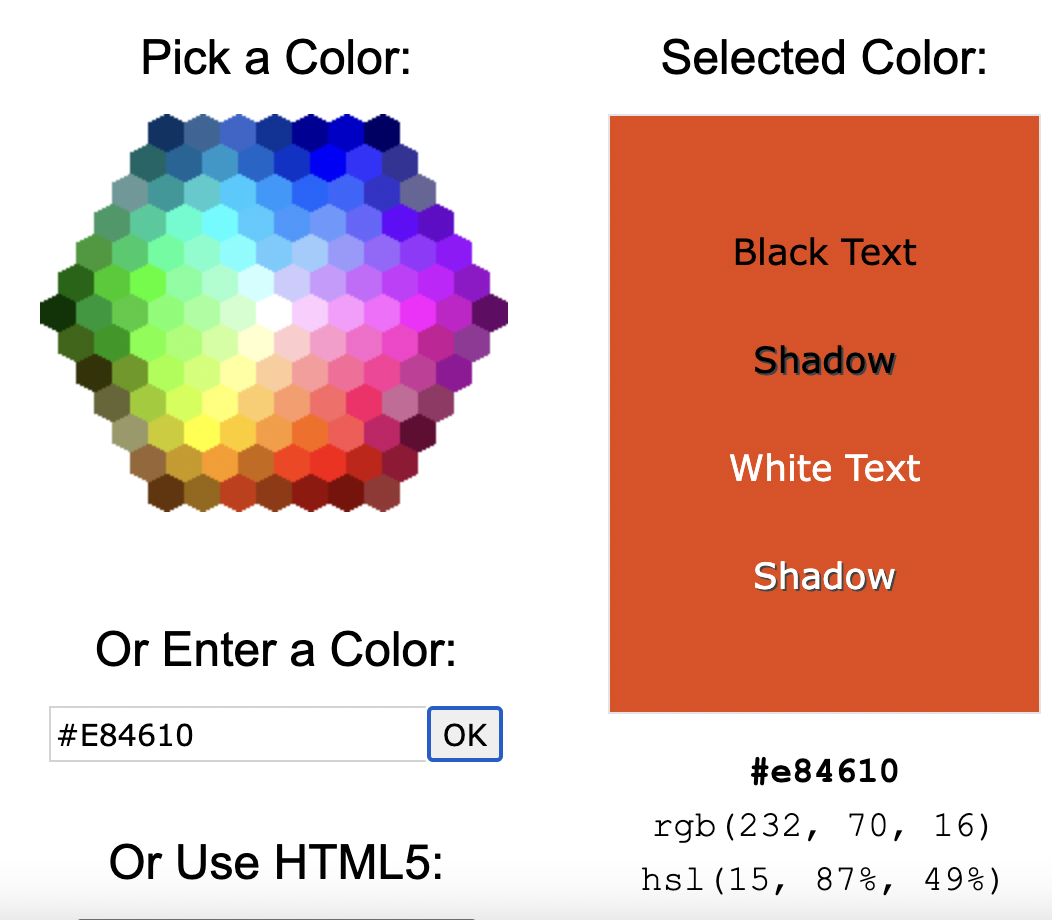 Pick a Color:
Selected Color:
Black Text
Shadow
White Text
Shadow
Or Enter a Color:
#E84610
OK
#e84610
rgb(232, 70, 16)
hsl(15, 87%, 49%)
Or Use HTML5: